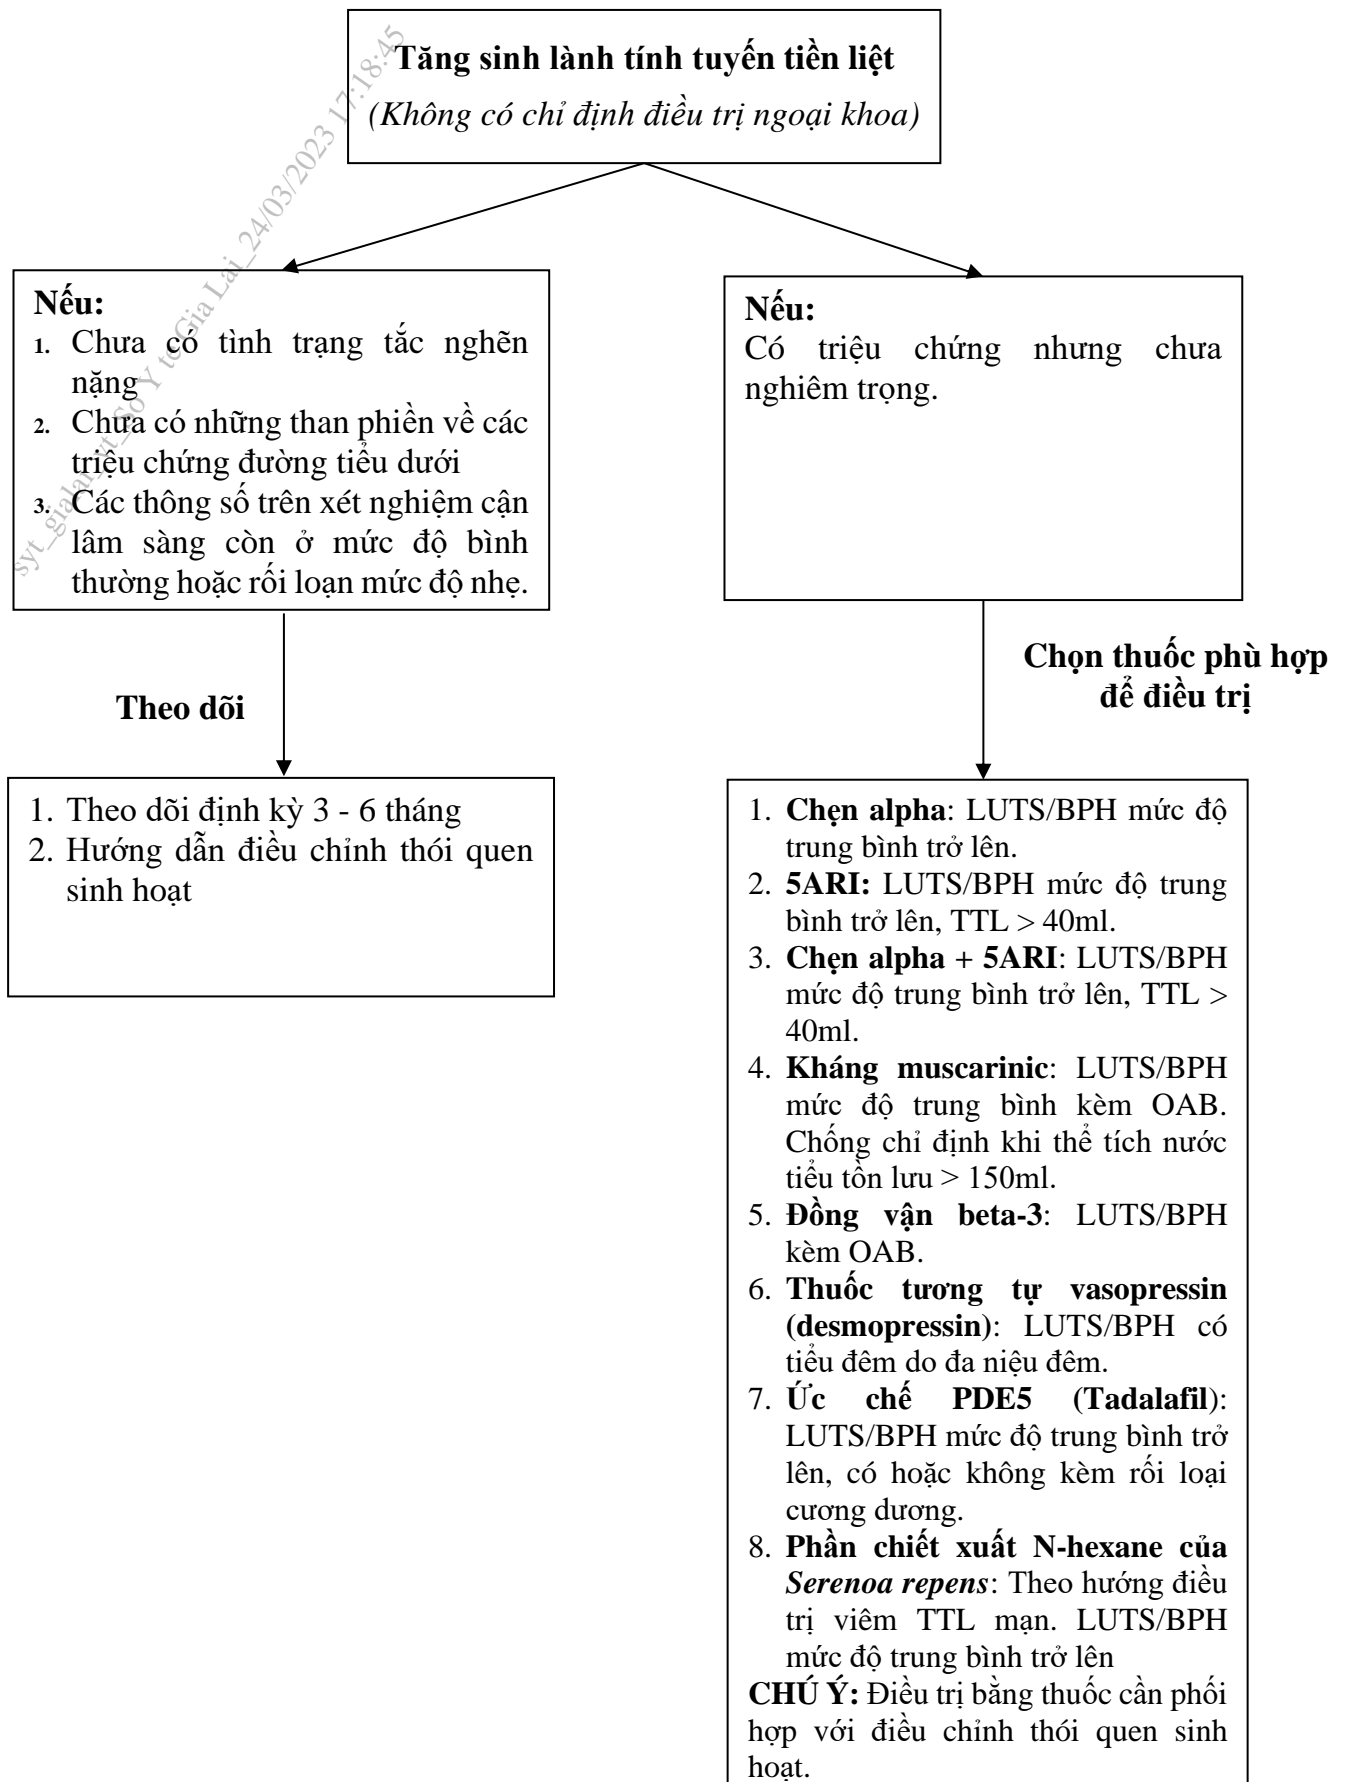 Tăng sinh lành tính tuyến tiền liệt
(Không có chỉ định điều trị ngoại khoa)
syt_gialai_vt_So Y te Gia Lai_24/03/2023 17:18:45
Nếu:
1. Chưa có tình trạng tắc nghẽn
nặng
2. Chưa có những than phiền về các
triệu chứng đường tiểu dưới
3. Các thông số trên xét nghiệm cận
lâm sàng còn ở mức độ bình
thường hoặc rối loạn mức độ nhẹ.
Theo dõi
1. Theo dõi định kỳ 3 - 6 tháng
2. Hướng dẫn điều chỉnh thói quen
sinh hoạt
Nếu:
Có triệu chứng nhưng chưa
nghiêm trọng.
Chọn thuốc phù hợp
để điều trị
1. Chẹn alpha: LUTS/BPH mức độ
trung bình trở lên.
2. 5ARI: LUTS/BPH mức độ trung
bình trở lên, TTL > 40ml.
3. Chẹn alpha + 5ARI: LUTS/BPH
mức độ trung bình trở lên, TTL >
40ml.
4. Kháng muscarinic: LUTS/BPH
mức độ trung bình kèm OAB.
Chống chỉ định khi thể tích nước
tiểu tồn lưu > 150ml.
5. Đồng vận beta-3: LUTS/BPH
kèm OAB.
6. Thuốc tương tự vasopressin
(desmopressin): LUTS/BPH có
tiểu đêm do đa niệu đêm.
7. Ức chế PDE5 (Tadalafil):
LUTS/BPH mức độ trung bình trở
lên, có hoặc không kèm rối loại
cương dương.
8. Phần chiết xuất N-hexane của
Serenoa repens: Theo hướng điều
trị viêm TTL mạn. LUTS/BPH
mức độ trung bình trở lên
CHÚ Ý: Điều trị bằng thuốc cần phối
hợp với điều chỉnh thói quen sinh
hoạt.